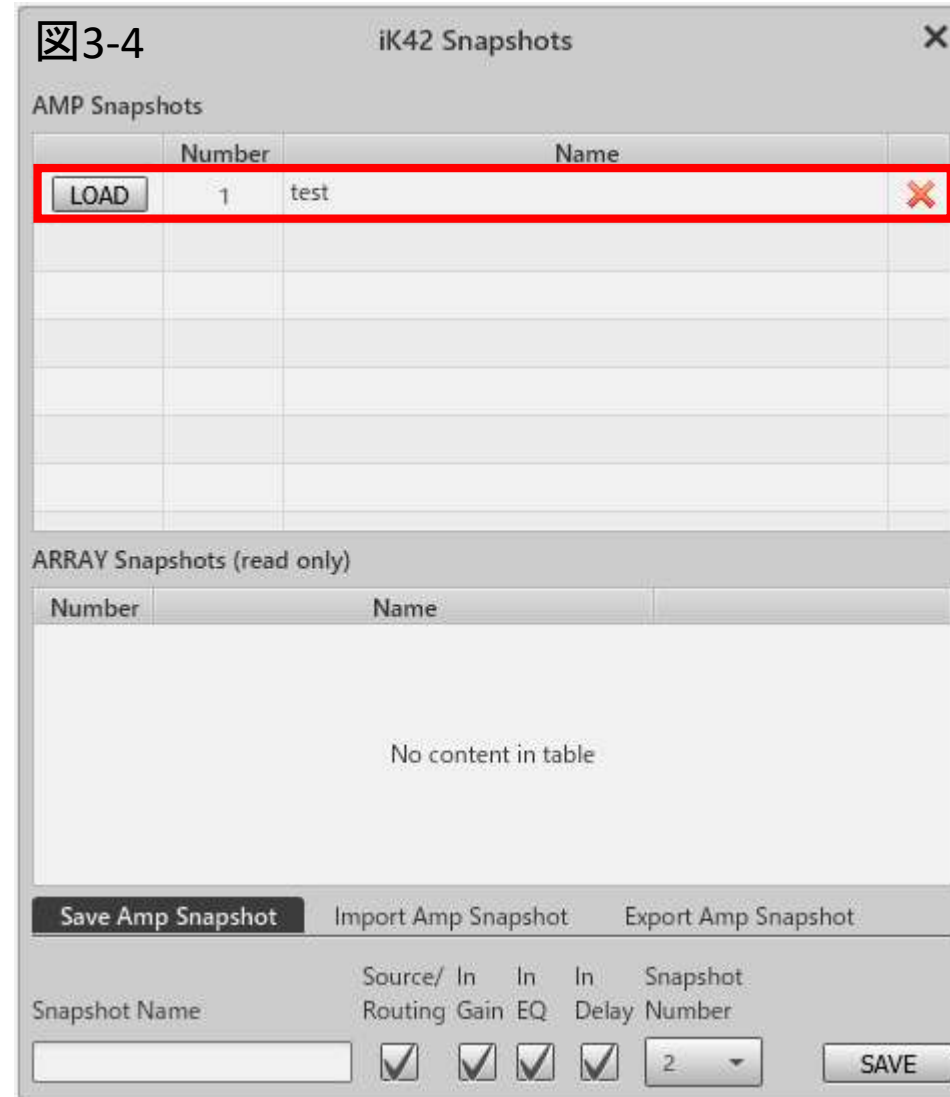 図3-4
iK42 Snapshots
AMP Snapshots
Number Name
LOAD 1 test
ARRAY Snapshots (read only)
Number Name
No content in table
Save Amp Snapshot Import Amp Snapshot Export Amp Snapshot
Source/ In In In Snapshot
Snapshot Name Routing Gain EQ Delay Number
2 SAVE